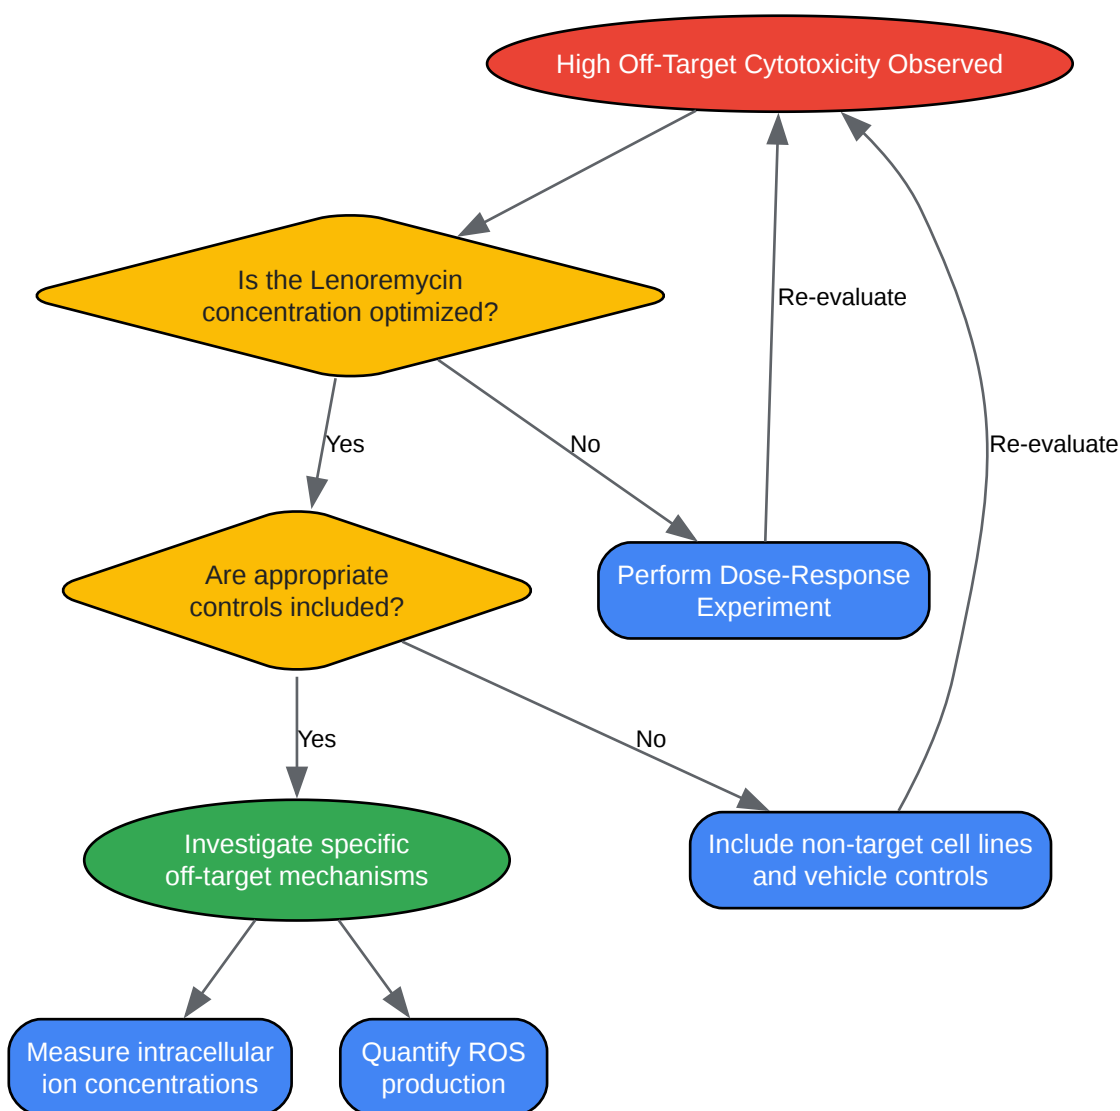 High Off-Target Cytotoxicity Observed
Is the Lenoremycin
concentration optimized?
Re-evaluate
Yes
No
Re-evaluate
Are appropriate
controls included?
Perform Dose-Response
Experiment
Yes
No
Investigate specific
off-target mechanisms
Include non-target cell lines
and vehicle controls
Measure intracellular
ion concentrations
Quantify ROS
production